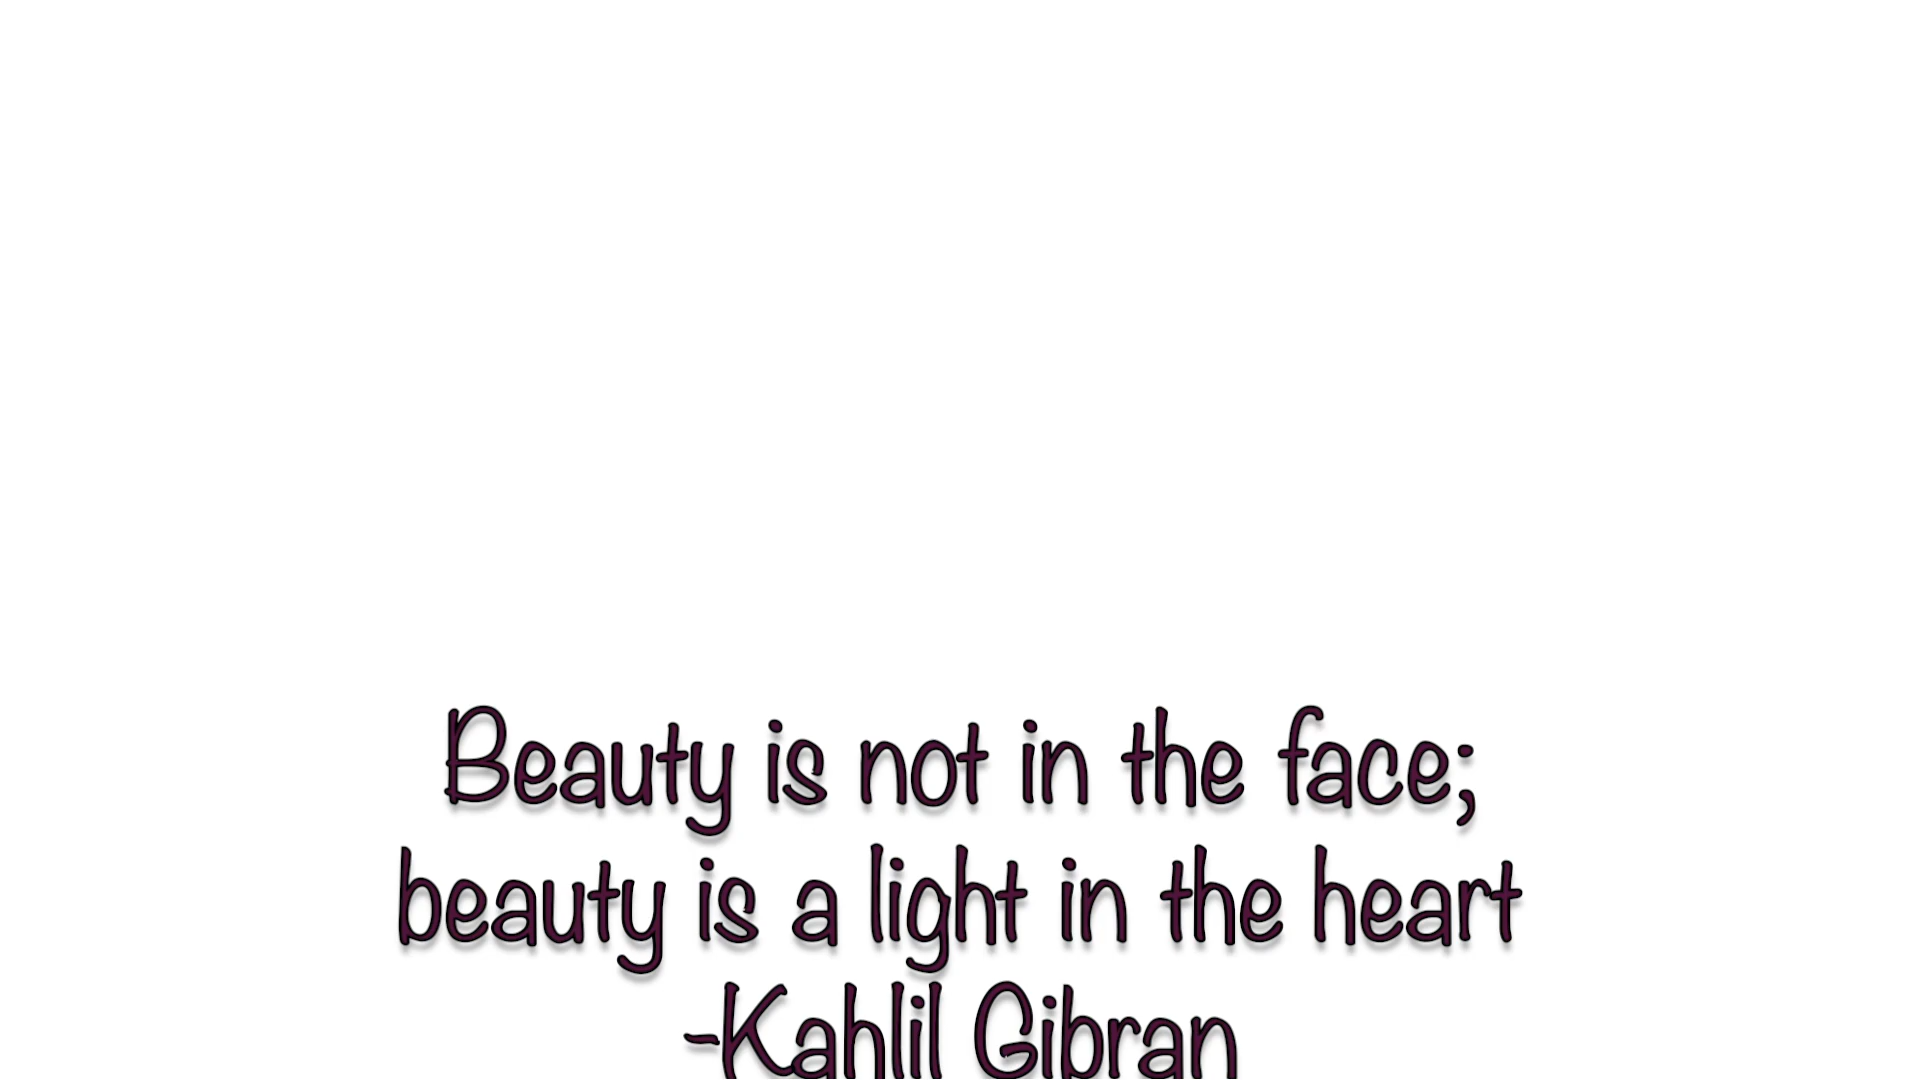 Beauty is not in the face;
beauty is a light in the heart
-Kahlil Gibran